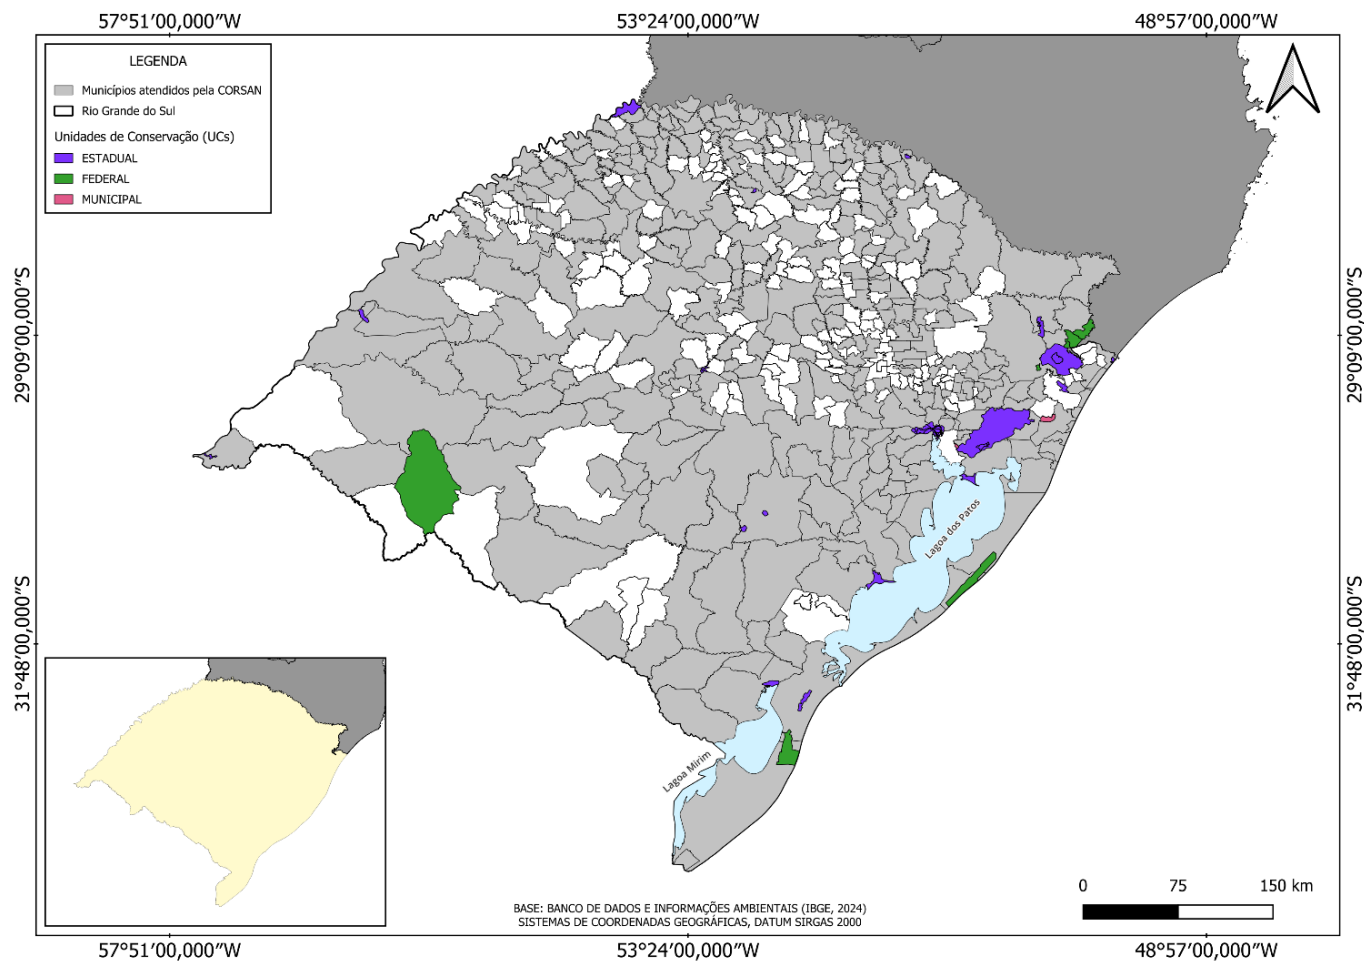 57°51′00,000″W
53°24′00,000″W
48°57′00,000″W
LEGENDA
Municípios atendidos pela CORSAN
Rio Grande do Sul
Unidades de Conservação (UCs)
ESTADUAL
FEDERAL
MUNICIPAL
29°09′00,000″S
29°09′00,000″S
Lagoa dos Patos
31°48′00,000″S
31°48′00,000″S
Lagoa Mirim
0
75
150 km
BASE: BANCO DE DADOS E INFORMAÇÕES AMBIENTAIS (IBGE, 2024)
SISTEMAS DE COORDENADAS GEOGRÁFICAS, DATUM SIRGAS 2000
57°51′00,000″W
53°24′00,000″W
48°57′00,000″W